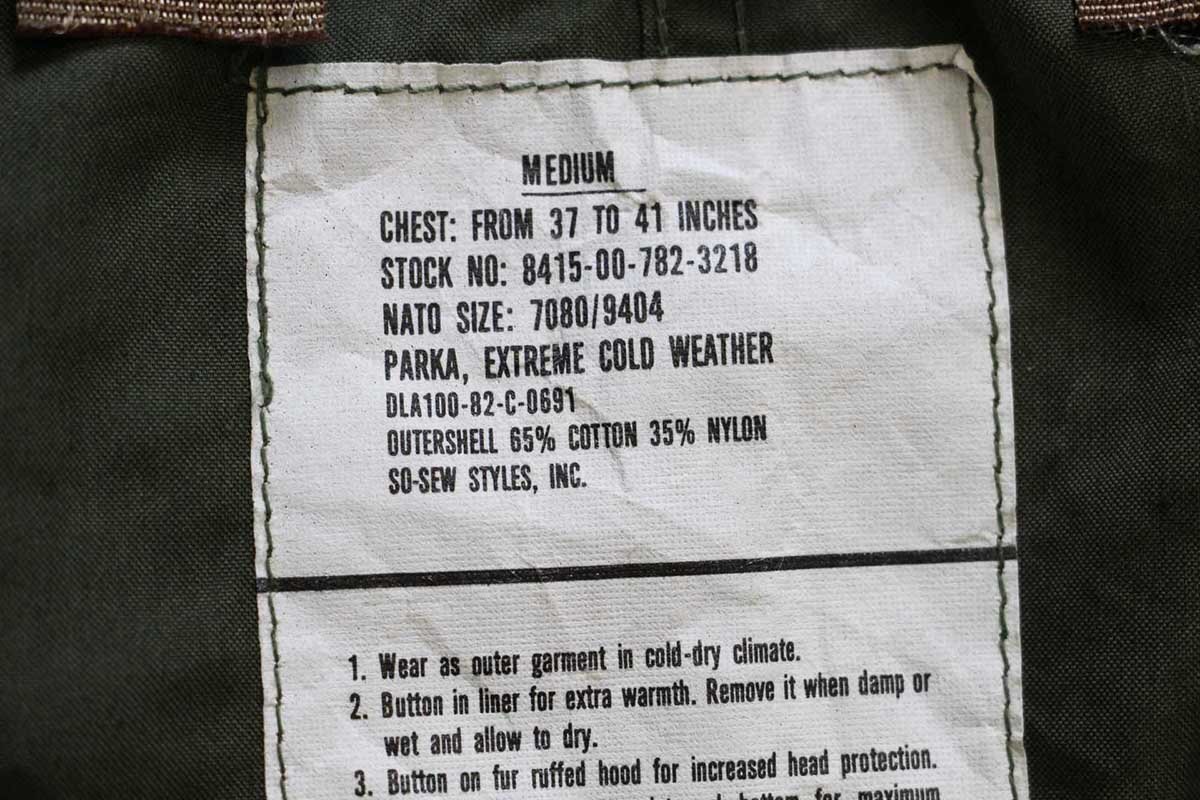 MEDIUM
CHEST: FROM 37 TO 41 INCHES
STOCK NO: 8415-00-782-3218
NATO SIZE: 7080/9404
PARKA, EXTREME COLD WEATHER
DLA100-82-C-0691
OUTERSHELL 65% COTTON 35% NYLON
SO-SEW STYLES, INC.
1. Wear as outer garment in cold-dry climate.
2. Button in liner for extra warmth. Remove it when damp or
wet and allow to dry.
3. Button on fur ruffed hood for increased head protection.
bottom for maximum